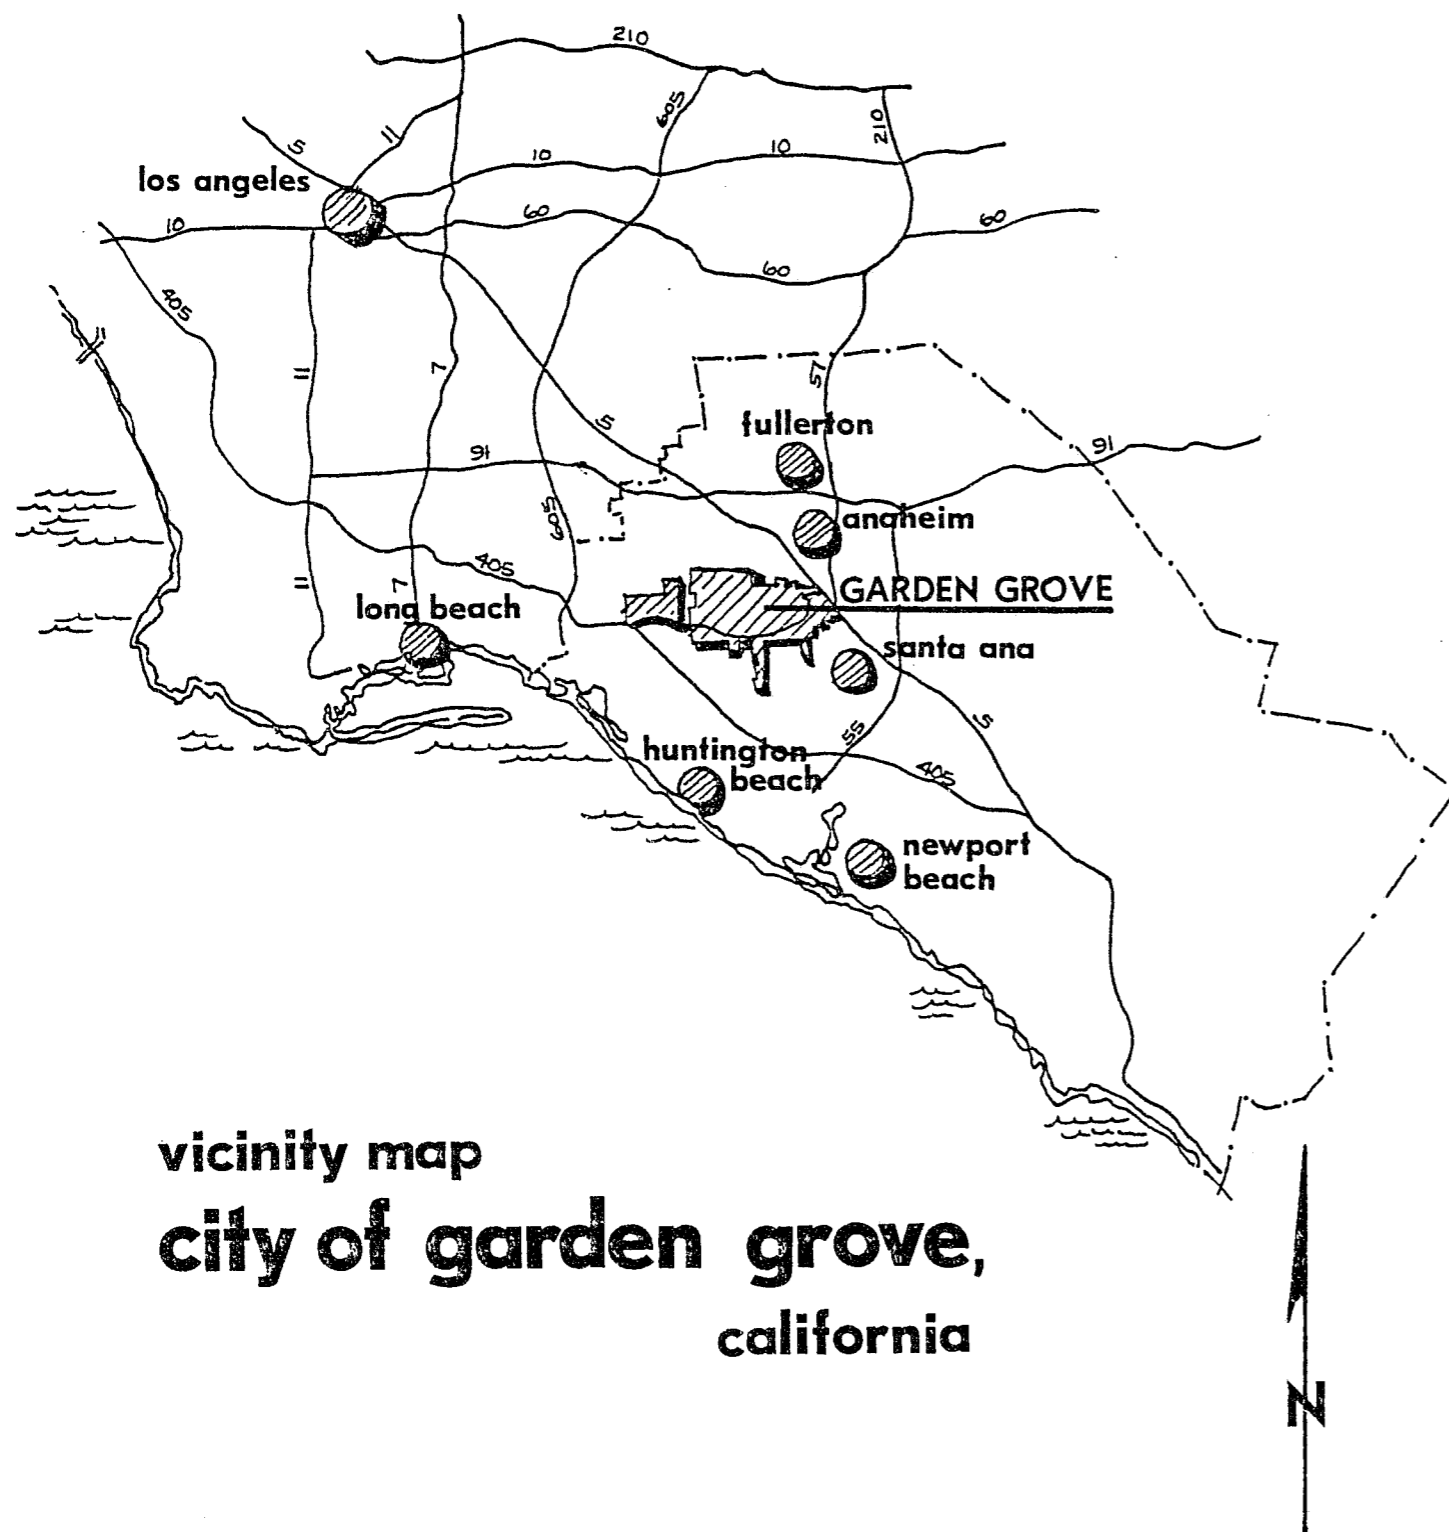 210
605
210
5
11
10
10
los angeles
10
60
60
60
405
11
7
57
5
fullerton
91
91
605
anaheim
405
11
7
GARDEN GROVE
long beach
santa ana
5
55
huntington
beach
405
newport
beach
vicinity map
city of garden grove,
california
N